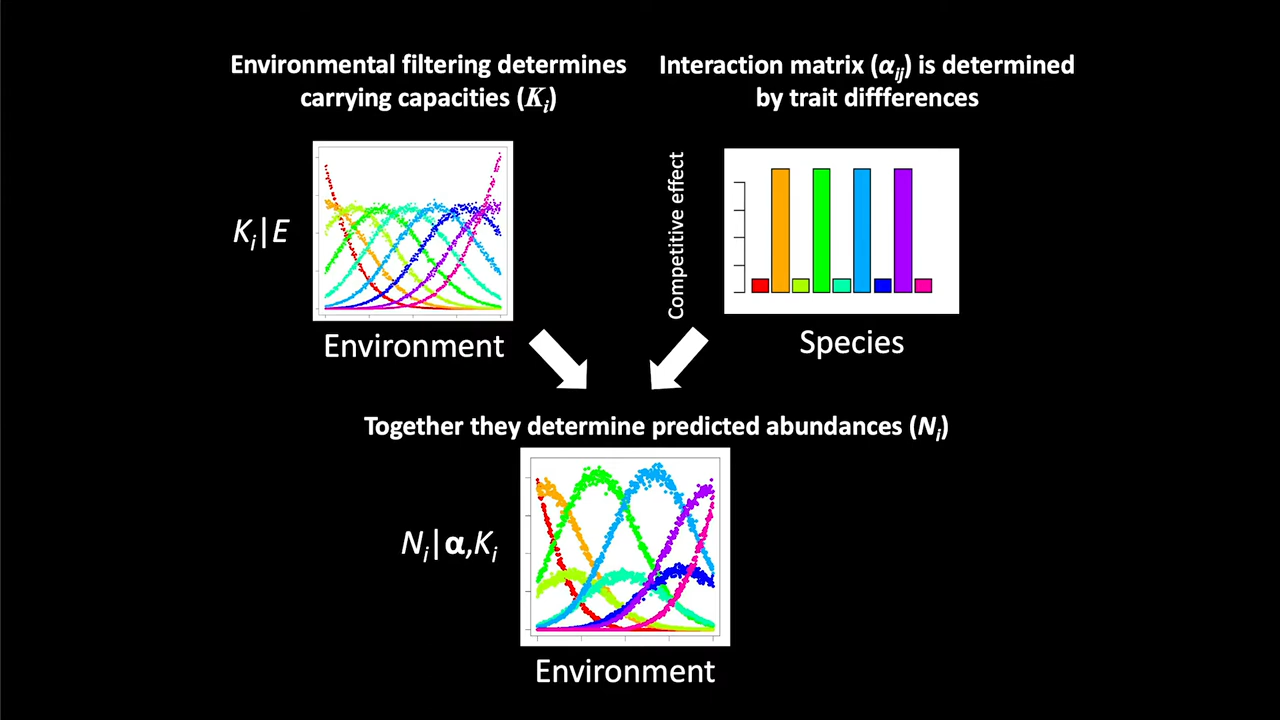 Environmental filtering determines
carrying capacities (Ki)
Interaction matrix (αij) is determined
by trait diffferences
Ki|E
Environment
Competitive effect
Species
Together they determine predicted abundances (Ni)
Ni|α,Ki
Environment